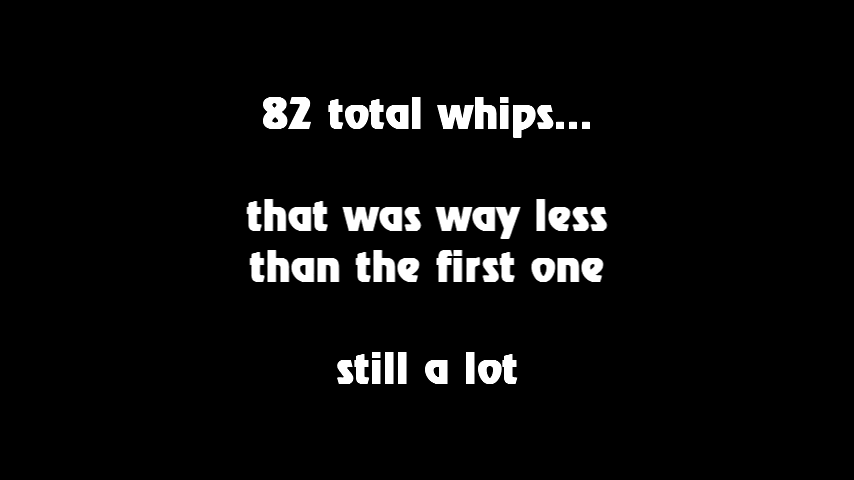 82 total whips...
that was way less
than the first one
still a lot